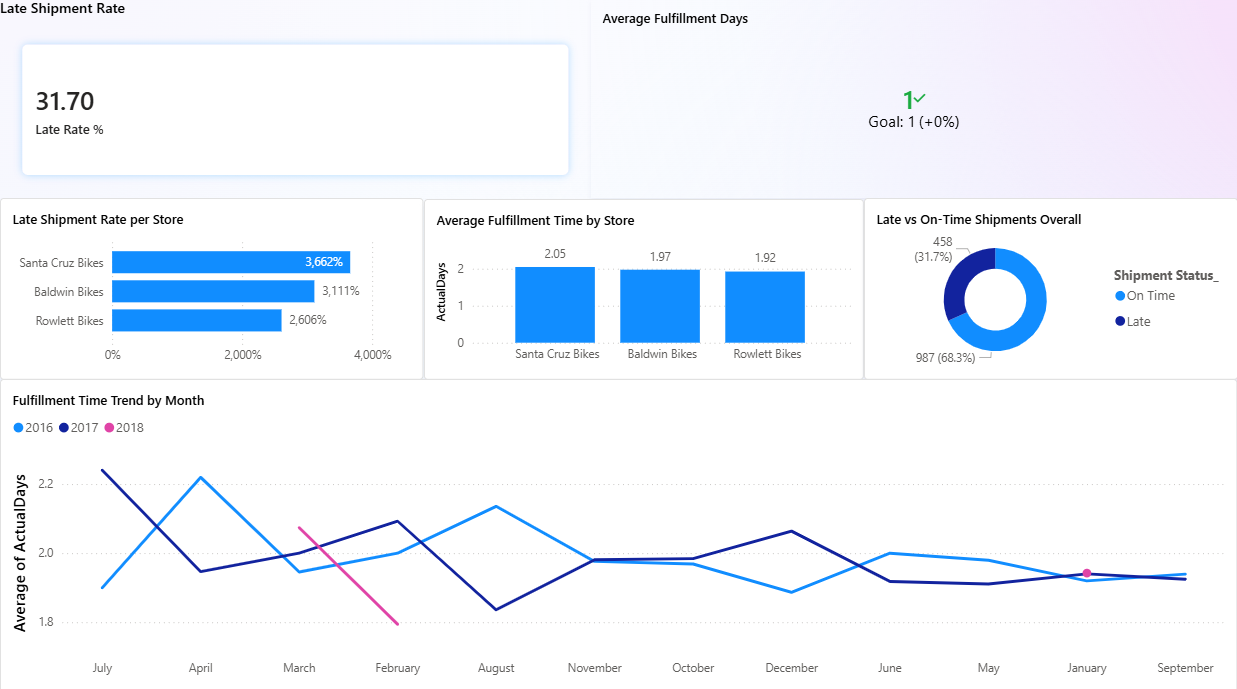 Late Shipment Rate
31.70
Late Rate %
Average Fulfillment Days
1
Goal: 1 (+0%)
Late Shipment Rate per Store
Santa Cruz Bikes 3,662%
Baldwin Bikes 3,111%
Rowlett Bikes 2,606%
0% 2,000% 4,000%
Average Fulfillment Time by Store
ActualDays
2
1
0
2.05 1.97 1.92
Santa Cruz Bikes Baldwin Bikes Rowlett Bikes
Late vs On-Time Shipments Overall
458
(31.7%)
987 (68.3%)
Shipment Status_
On Time
Late
Fulfillment Time Trend by Month
2016 2017 2018
Average of ActualDays
2.2
2.0
1.8
July April March February August November October December June May January September